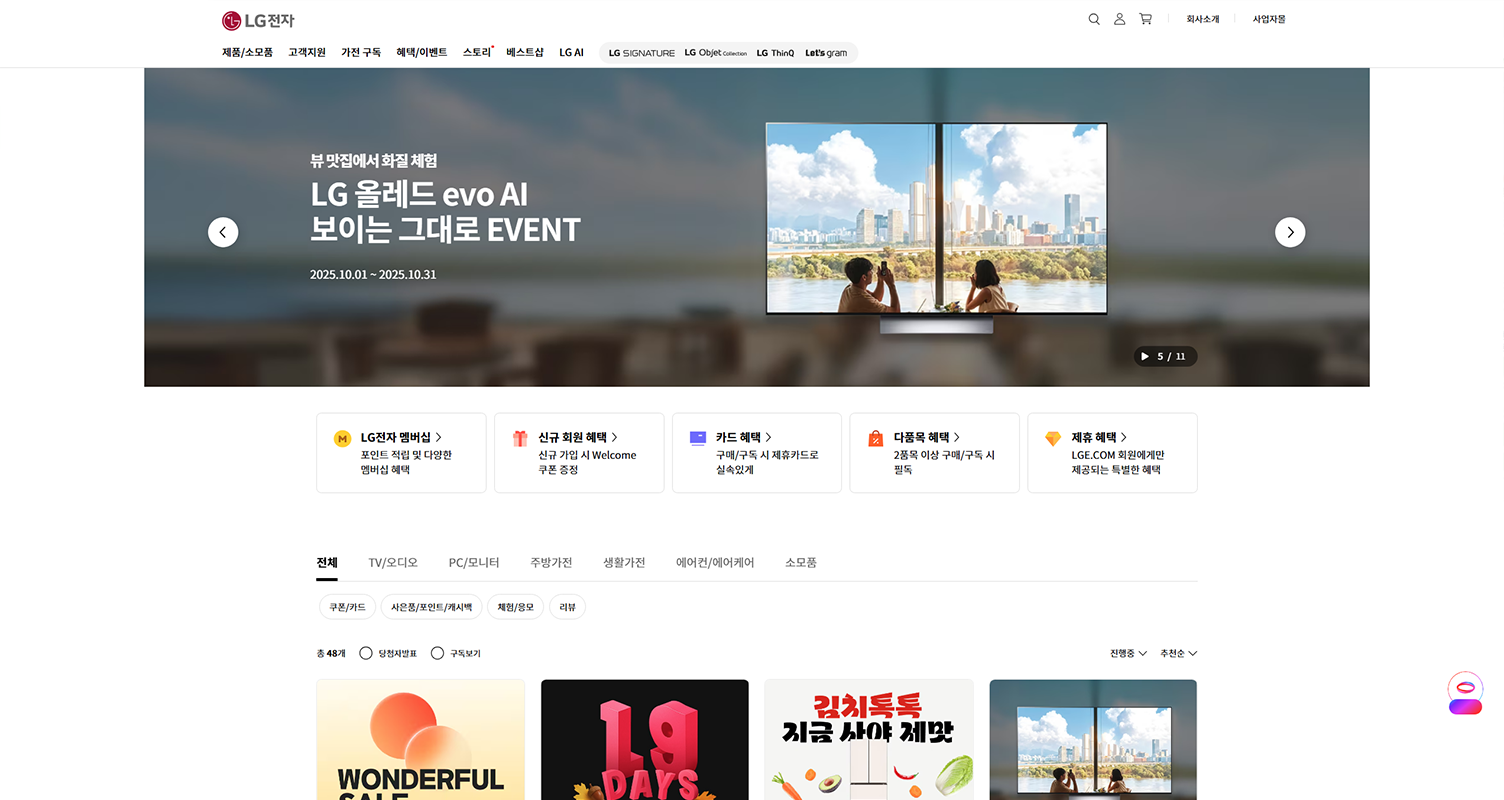 LG전자
회사소개
사업자몰
제품/소모품 고객지원 가전 구독 혜택/이벤트 스토리 베스트샵 LG AI LG SIGNATURE LG Objet Collection LG ThinQ Let's gram
뷰 맛집에서 화질 체험
LG 올레드 evo AI
보이는 그대로 EVENT
2025.10.01 ~ 2025.10.31
5 / 11
M
LG전자 멤버십
포인트 적립 및 다양한
멤버십 혜택
신규 회원 혜택
신규 가입 시 Welcome
쿠폰 증정
카드 혜택
구매/구독 시 제휴카드로
실속있게
다품목 혜택
2품목 이상 구매/구독 시
필독
제휴 혜택
LGE.COM 회원에게만
제공되는 특별한 혜택
전체 TV/오디오 PC/모니터 주방가전 생활가전 에어컨/에어케어 소모품
쿠폰/카드 사은품/포인트/캐시백 체험/응모 리뷰
총 48개 당첨자발표 구독보기 진행중 추천순
WONDERFUL
SALE
19
DAYS
김치톡톡
지금 사야 제맛